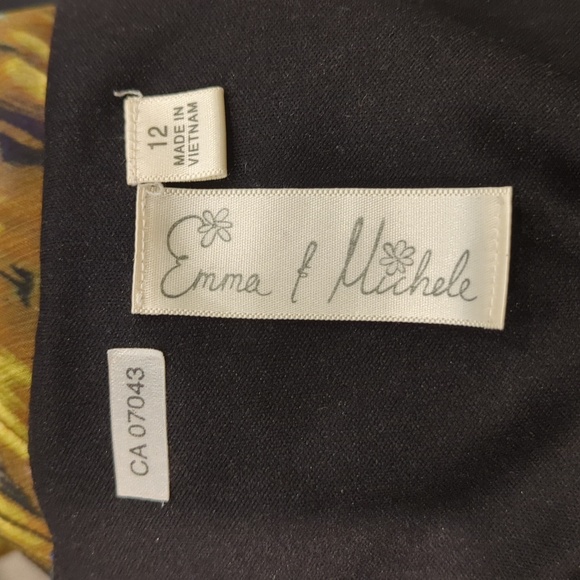 12
MADE IN
VIETNAM
Emma & Michele
CA 07043